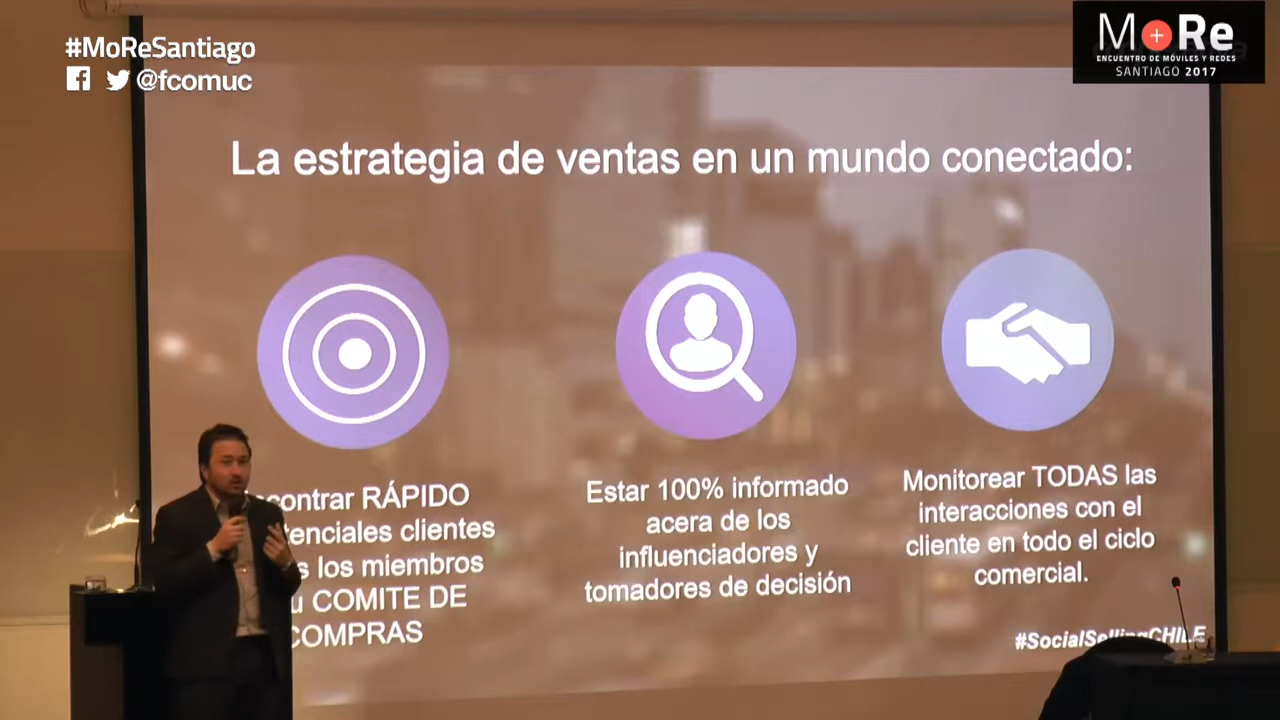 #MoReSantiago
@fcomuc
MoRe
ENCUENTRO DE MÓVILES Y REDES
SANTIAGO 2017
La estrategia de ventas en un mundo conectado:
RÁPIDO
clientes
los miembros
COMITE DE
COMPRAS
Estar 100% informado
acera de los
influenciadores y
tomadores de decisión
Monitorear TODAS las
interacciones con el
cliente en todo el ciclo
comercial.
#SocialSellingCHILE